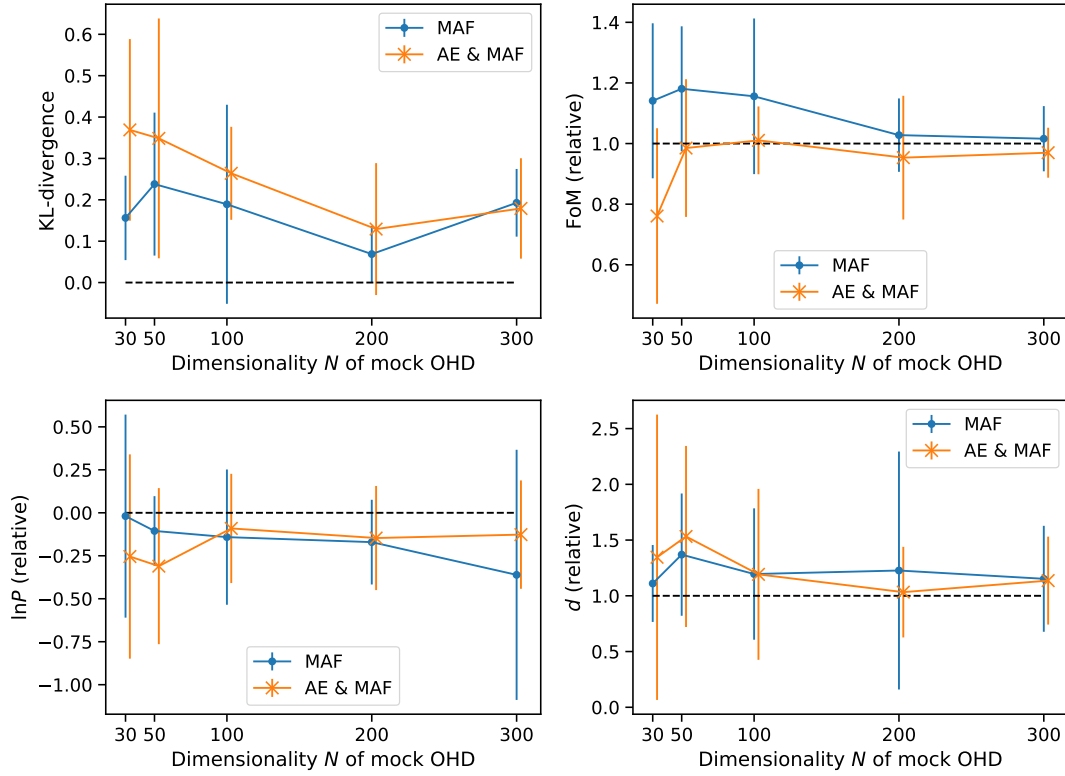 KL-divergence
0.6
0.5
0.4
0.3
0.2
0.1
0.0
MAF
AE & MAF
30 50 100 200 300
Dimensionality N of mock OHD
FoM (relative)
1.4
1.2
1.0
0.8
0.6
MAF
AE & MAF
30 50 100 200 300
Dimensionality N of mock OHD
lnP (relative)
0.50
0.25
0.00
−0.25
−0.50
−0.75
−1.00
MAF
AE & MAF
30 50 100 200 300
Dimensionality N of mock OHD
d (relative)
2.5
2.0
1.5
1.0
0.5
0.0
MAF
AE & MAF
30 50 100 200 300
Dimensionality N of mock OHD